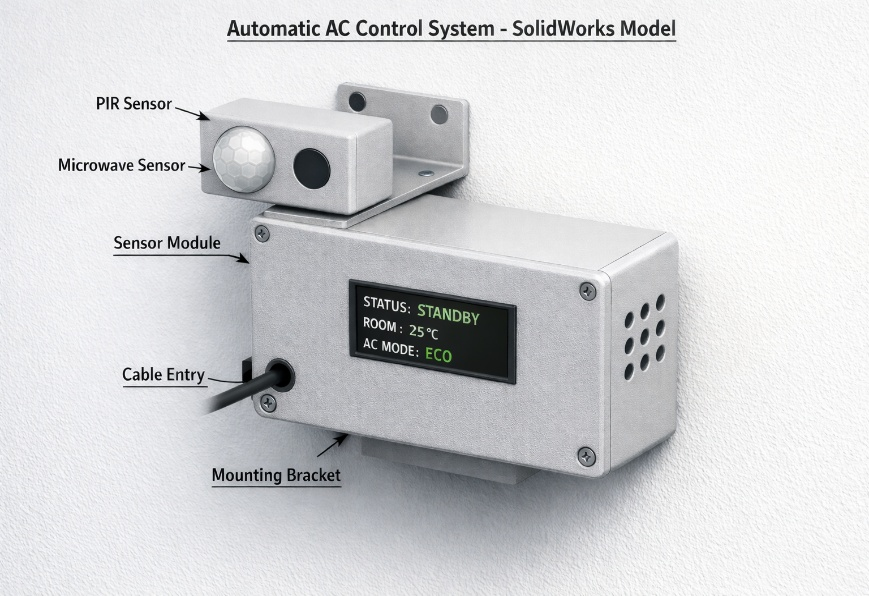 Automatic AC Control System - SolidWorks Model
PIR Sensor
Microwave Sensor
Sensor Module
STATUS: STANDBY
ROOM: 25°C
AC MODE: ECO
Cable Entry
Mounting Bracket